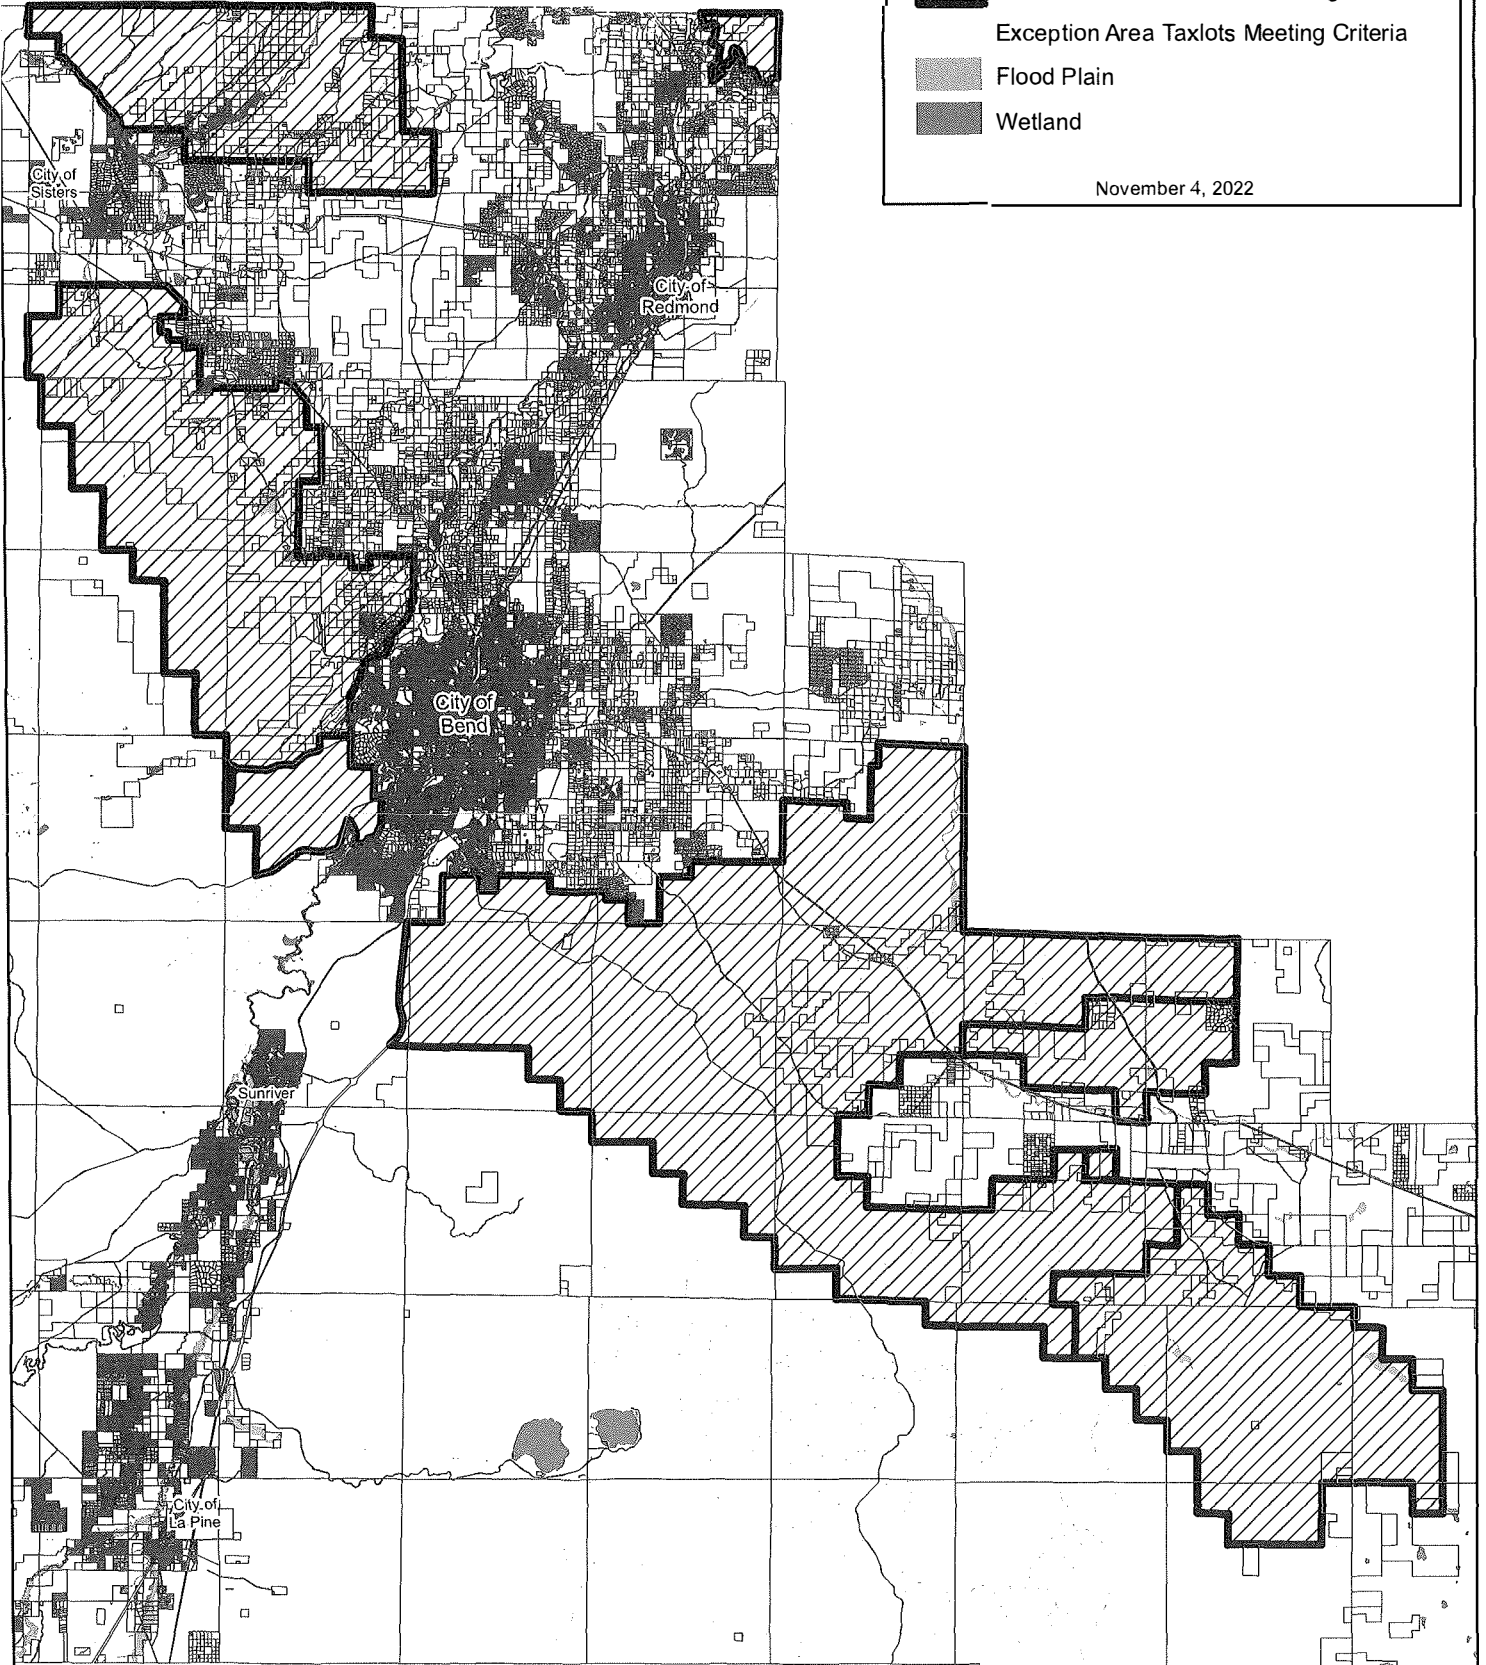 Exception Area Taxlots Meeting Criteria
Flood Plain
Wetland
November 4, 2022
City of
Sisters
City of
Redmond
City of
Bend
Sunriver
City of
La Pine